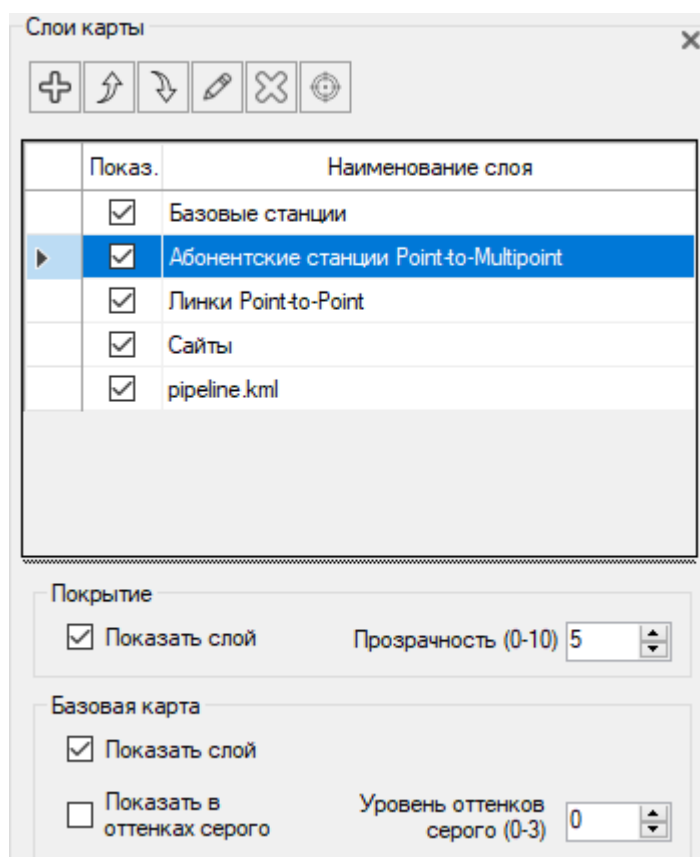 Слои карты
Показ. Наименование слоя
Базовые станции
Абонентские станции Point-to-Multipoint
Линки Point-to-Point
Сайты
pipeline.kml
Покрытие
Показать слой Прозрачность (0-10) 5
Базовая карта
Показать слой
Показать в
оттенках серого
Уровень оттенков
серого (0-3) 0